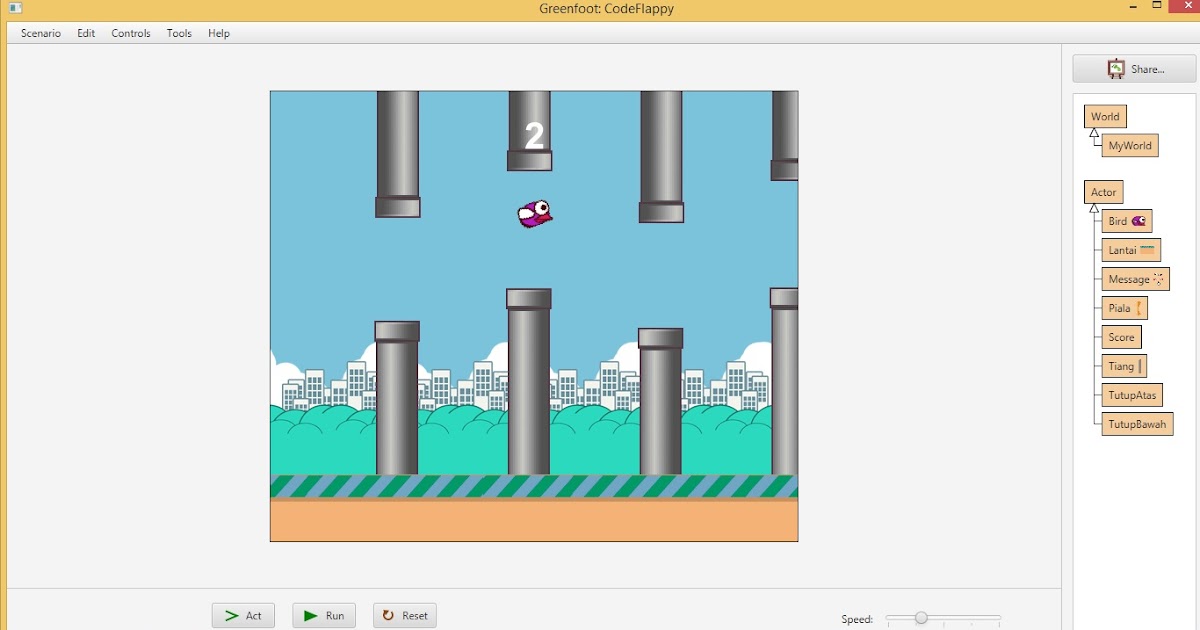 Greenfoot: CodeFlappy
Scenario Edit Controls Tools Help
Share...
World
MyWorld
Actor
Bird
Lantai
Message
Piala
Score
Tiang
TutupAtas
TutupBawah
2
Act Run Reset Speed: